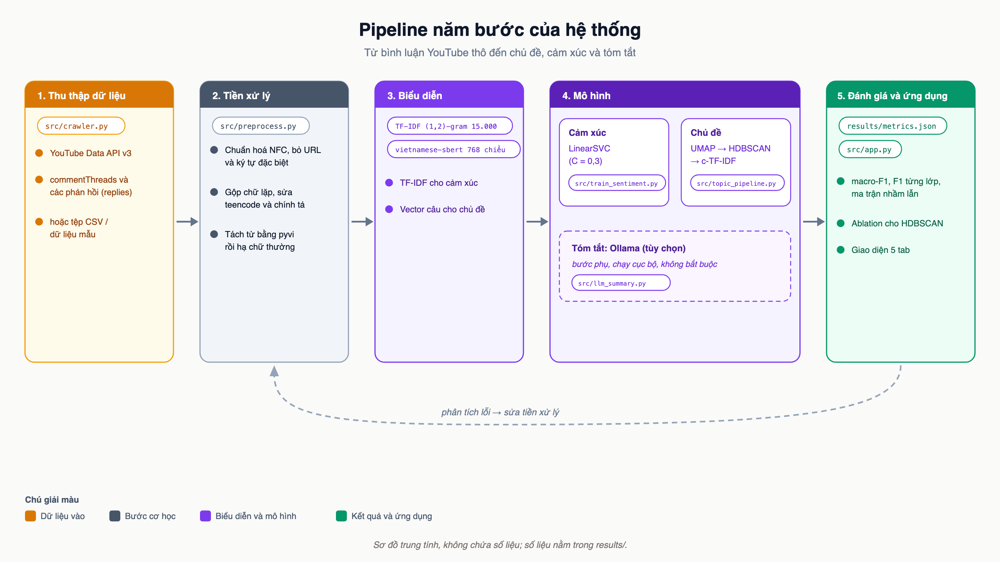 Pipeline năm bước của hệ thống
Từ bình luận YouTube thô đến chủ đề, cảm xúc và tóm tắt
1. Thu thập dữ liệu
src/crawler.py
YouTube Data API v3
commentThreads và
các phản hồi (replies)
hoặc tệp CSV /
dữ liệu mẫu
2. Tiền xử lý
src/preprocess.py
Chuẩn hoá NFC, bỏ URL
và ký tự đặc biệt
Gộp chữ lặp, sửa
teencode và chính tả
Tách từ bằng pyvi
rồi hạ chữ thường
3. Biểu diễn
TF-IDF (1,2)-gram 15.000
vietnamese-sbert 768 chiều
TF-IDF cho cảm xúc
Vector câu cho chủ đề
4. Mô hình
Cảm xúc
LinearSVC
(C = 0,3)
src/train_sentiment.py
Chủ đề
UMAP → HDBSCAN
→ c-TF-IDF
src/topic_pipeline.py
Tóm tắt: Ollama (tùy chọn)
bước phụ, chạy cục bộ, không bắt buộc
src/llm_summary.py
5. Đánh giá và ứng dụng
results/metrics.json
src/app.py
macro-F1, F1 từng lớp,
ma trận nhầm lẫn
Ablation cho HDBSCAN
Giao diện 5 tab
phân tích lỗi → sửa tiền xử lý
Chú giải màu
Dữ liệu vào
Bước cơ học
Biểu diễn và mô hình
Kết quả và ứng dụng
Sơ đồ trung tính, không chứa số liệu; số liệu nằm trong results/.